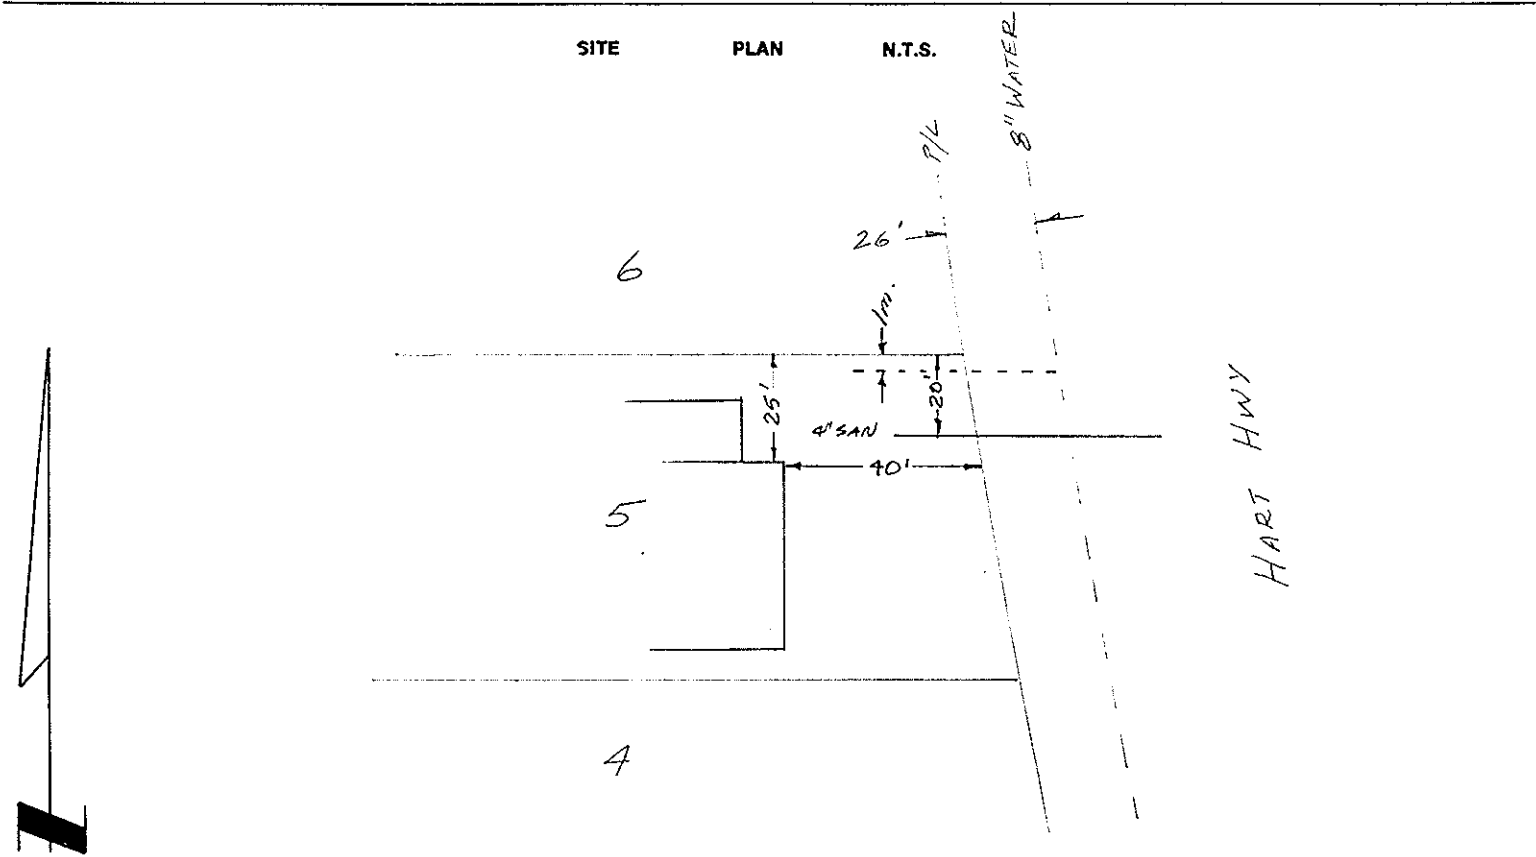 SITE PLAN N.T.S.
8" WATER
P/L
26'
6
1m.
25'
20'
4" SAN
40'
HART HWY
5
4
N